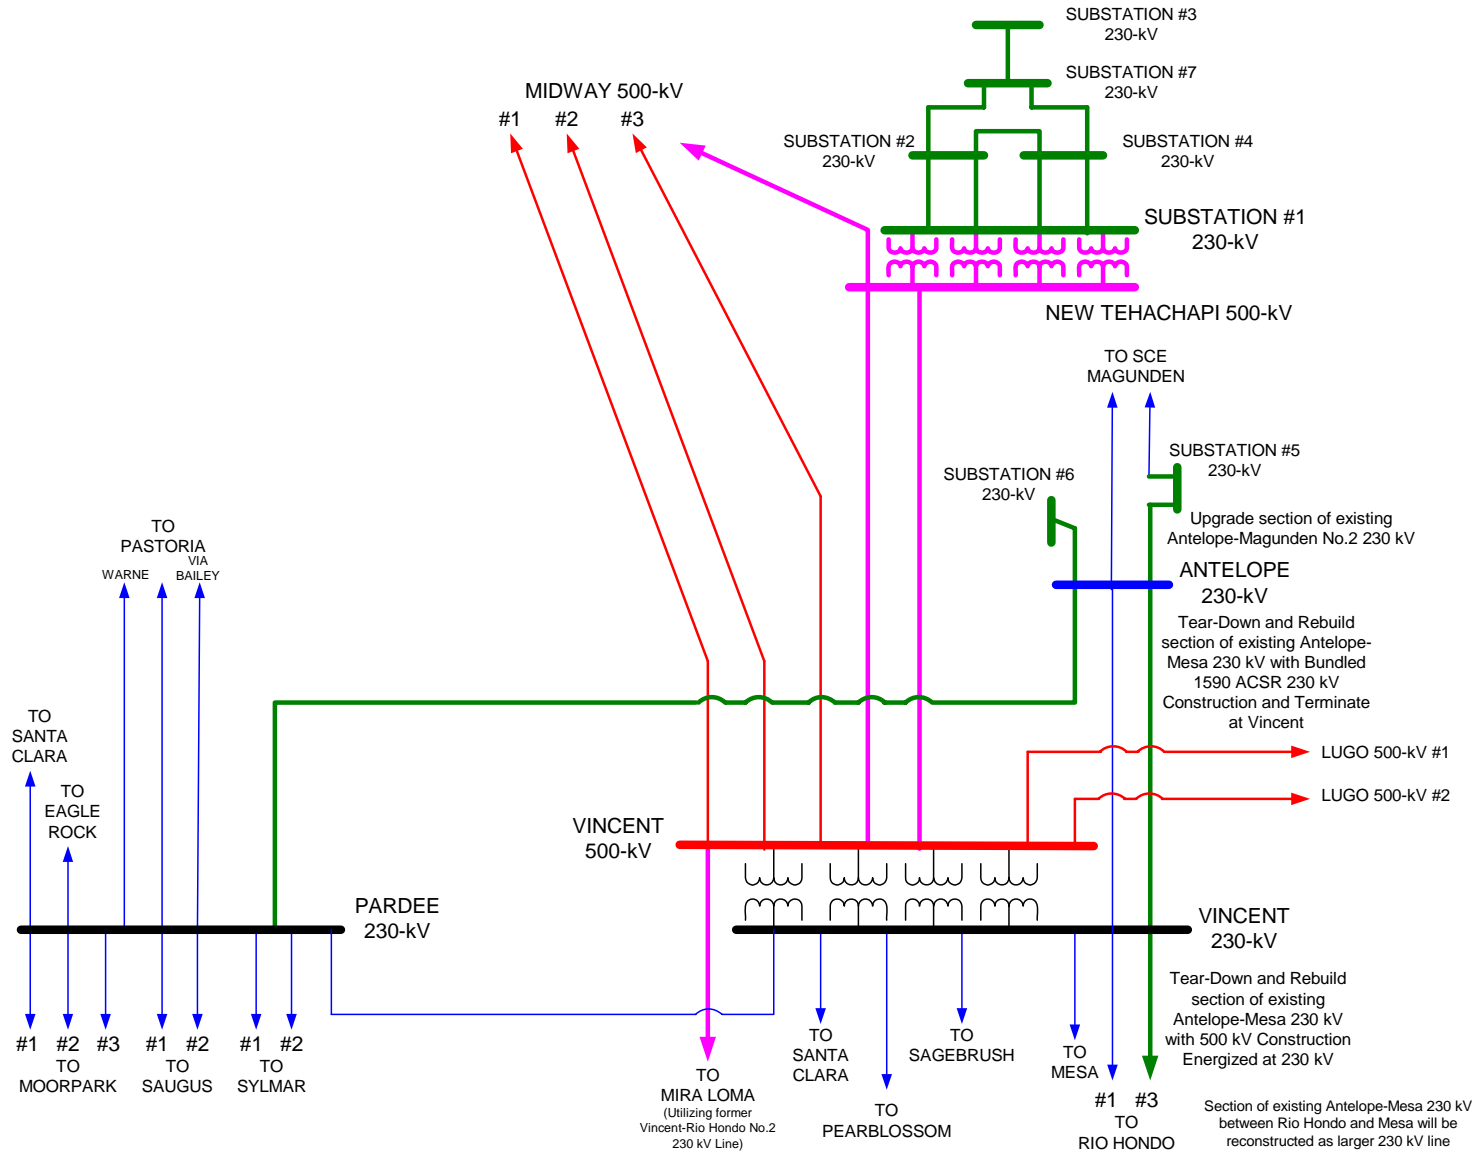 SUBSTATION #3
230-kV
SUBSTATION #7
230-kV
MIDWAY 500-kV
#1 #2 #3
SUBSTATION #2
230-kV
SUBSTATION #4
230-kV
SUBSTATION #1
230-kV
NEW TEHACHAPI 500-kV
TO SCE
MAGUNDEN
SUBSTATION #5
230-kV
SUBSTATION #6
230-kV
Upgrade section of existing
Antelope-Magunden No.2 230 kV
TO
PASTORIA
WARNE
VIA
BAILEY
ANTELOPE
230-kV
Tear-Down and Rebuild
section of existing Antelope-
Mesa 230 kV with Bundled
1590 ACSR 230 kV
Construction and Terminate
at Vincent
TO
SANTA
CLARA
TO
EAGLE
ROCK
LUGO 500-kV #1
LUGO 500-kV #2
VINCENT
500-kV
PARDEE
230-kV
VINCENT
230-kV
#1 #2 #3
TO
MOORPARK
#1 #2
TO
SAUGUS
#1 #2
TO
SYLMAR
TO
MIRA LOMA
(Utilizing former
Vincent-Rio Hondo No.2
230 kV Line)
TO
SANTA
CLARA
TO
PEARBLOSSOM
TO
SAGEBRUSH
TO
MESA
#1 #3
TO
RIO HONDO
Tear-Down and Rebuild
section of existing
Antelope-Mesa 230 kV
with 500 kV Construction
Energized at 230 kV
Section of existing Antelope-Mesa 230 kV
between Rio Hondo and Mesa will be
reconstructed as larger 230 kV line